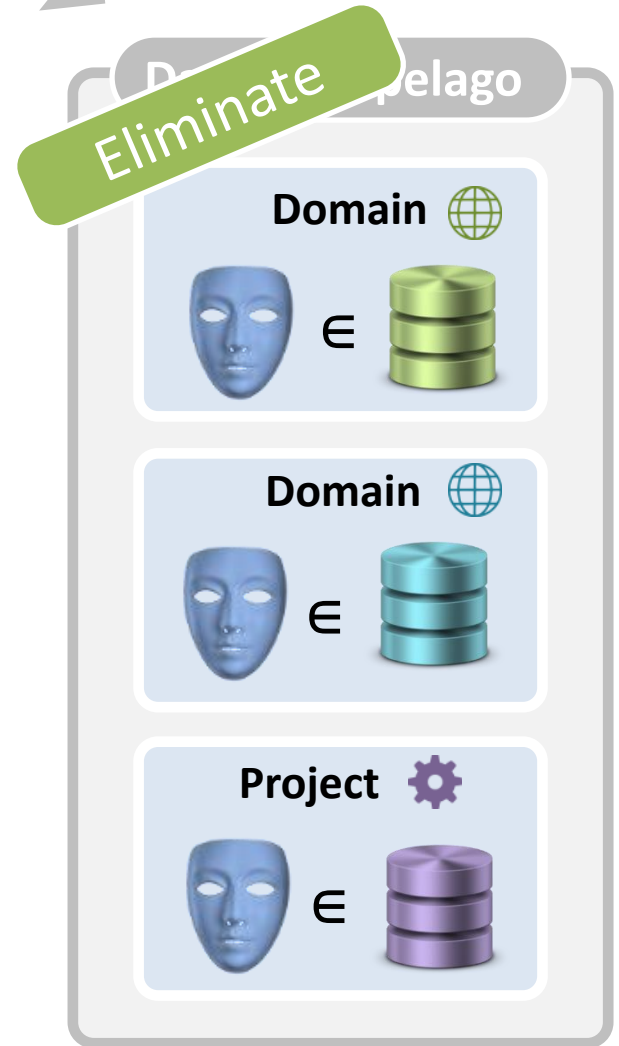 Eliminate
Domain
∈
Domain
∈
Project
∈